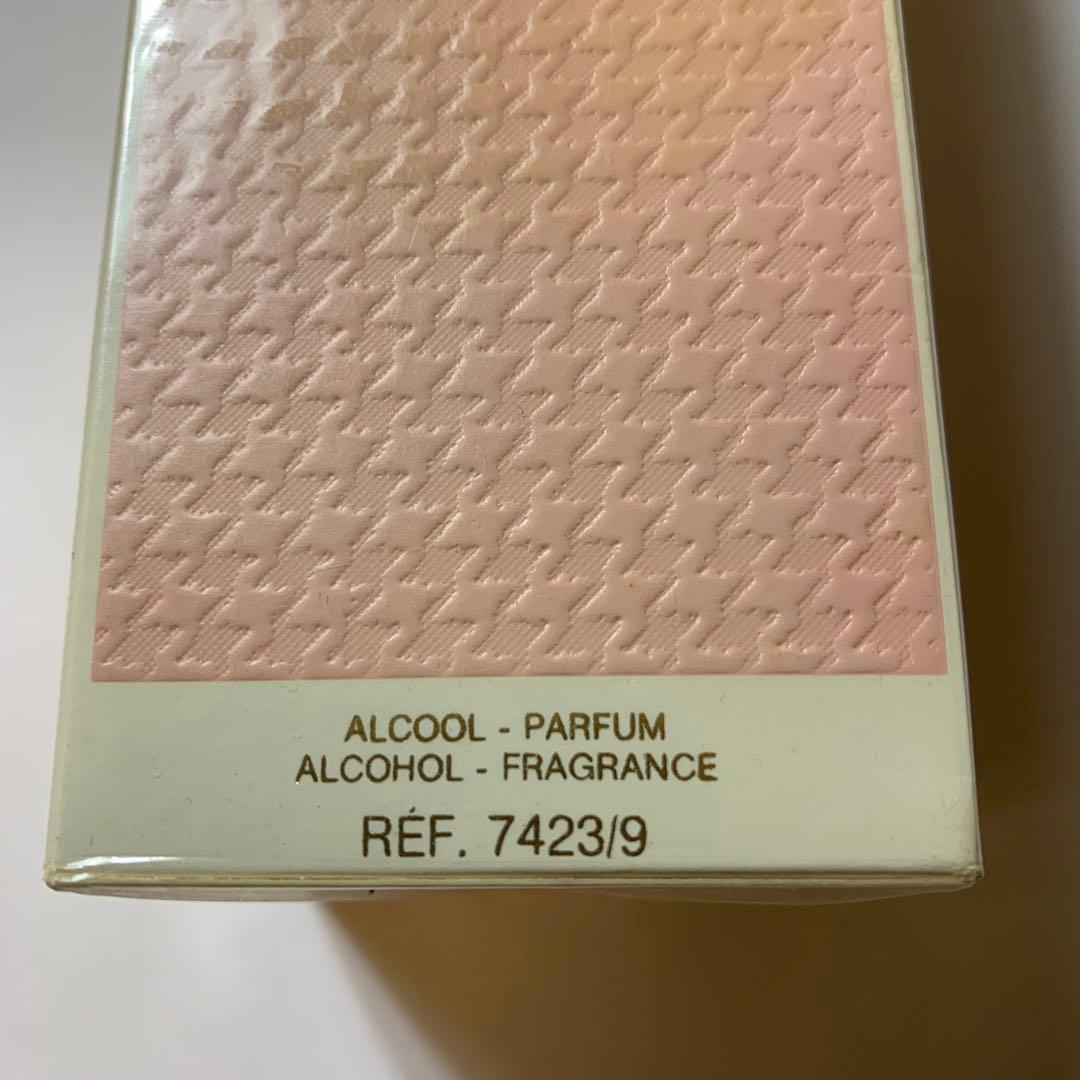 ALCOOL - PARFUM
ALCOHOL - FRAGRANCE
RÉF. 7423/9